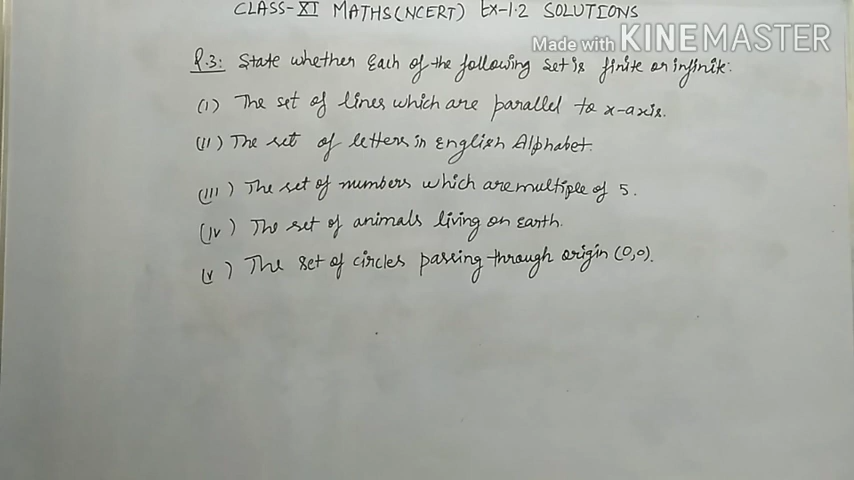 CLASS-XI MATHS(NCERT) Ex-1.2 SOLUTIONS
Made with KINEMASTER
Q.3: State whether Each of the following set is finite or infinite:
(I) The set of lines which are parallel to x-axis.
(II) The set of letters in English Alphabet.
(III) The set of numbers which are multiple of 5.
(IV) The set of animals living on Earth.
(V) The set of circles passing through origin (0,0).